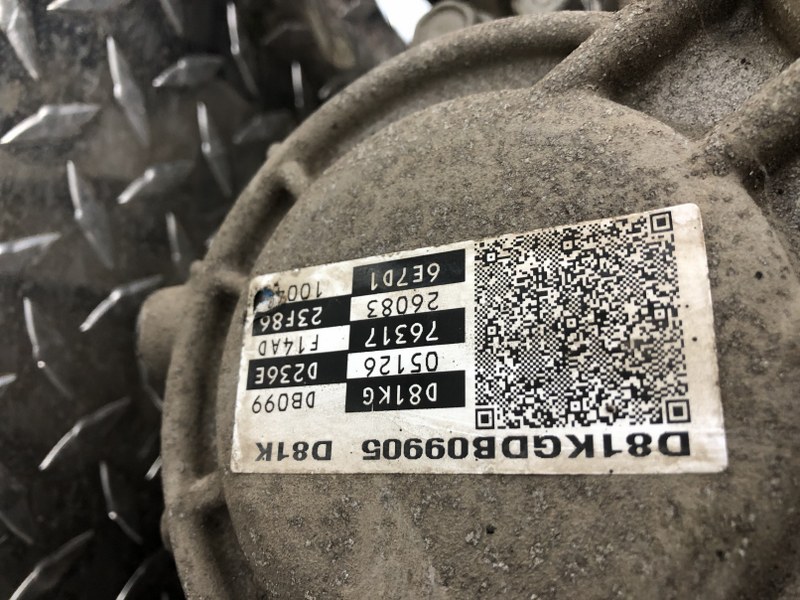 D81KGDB09905 D81K
D81KG DB099
05126 D236E
76317 F14AD
26083 23F86
6E7D1